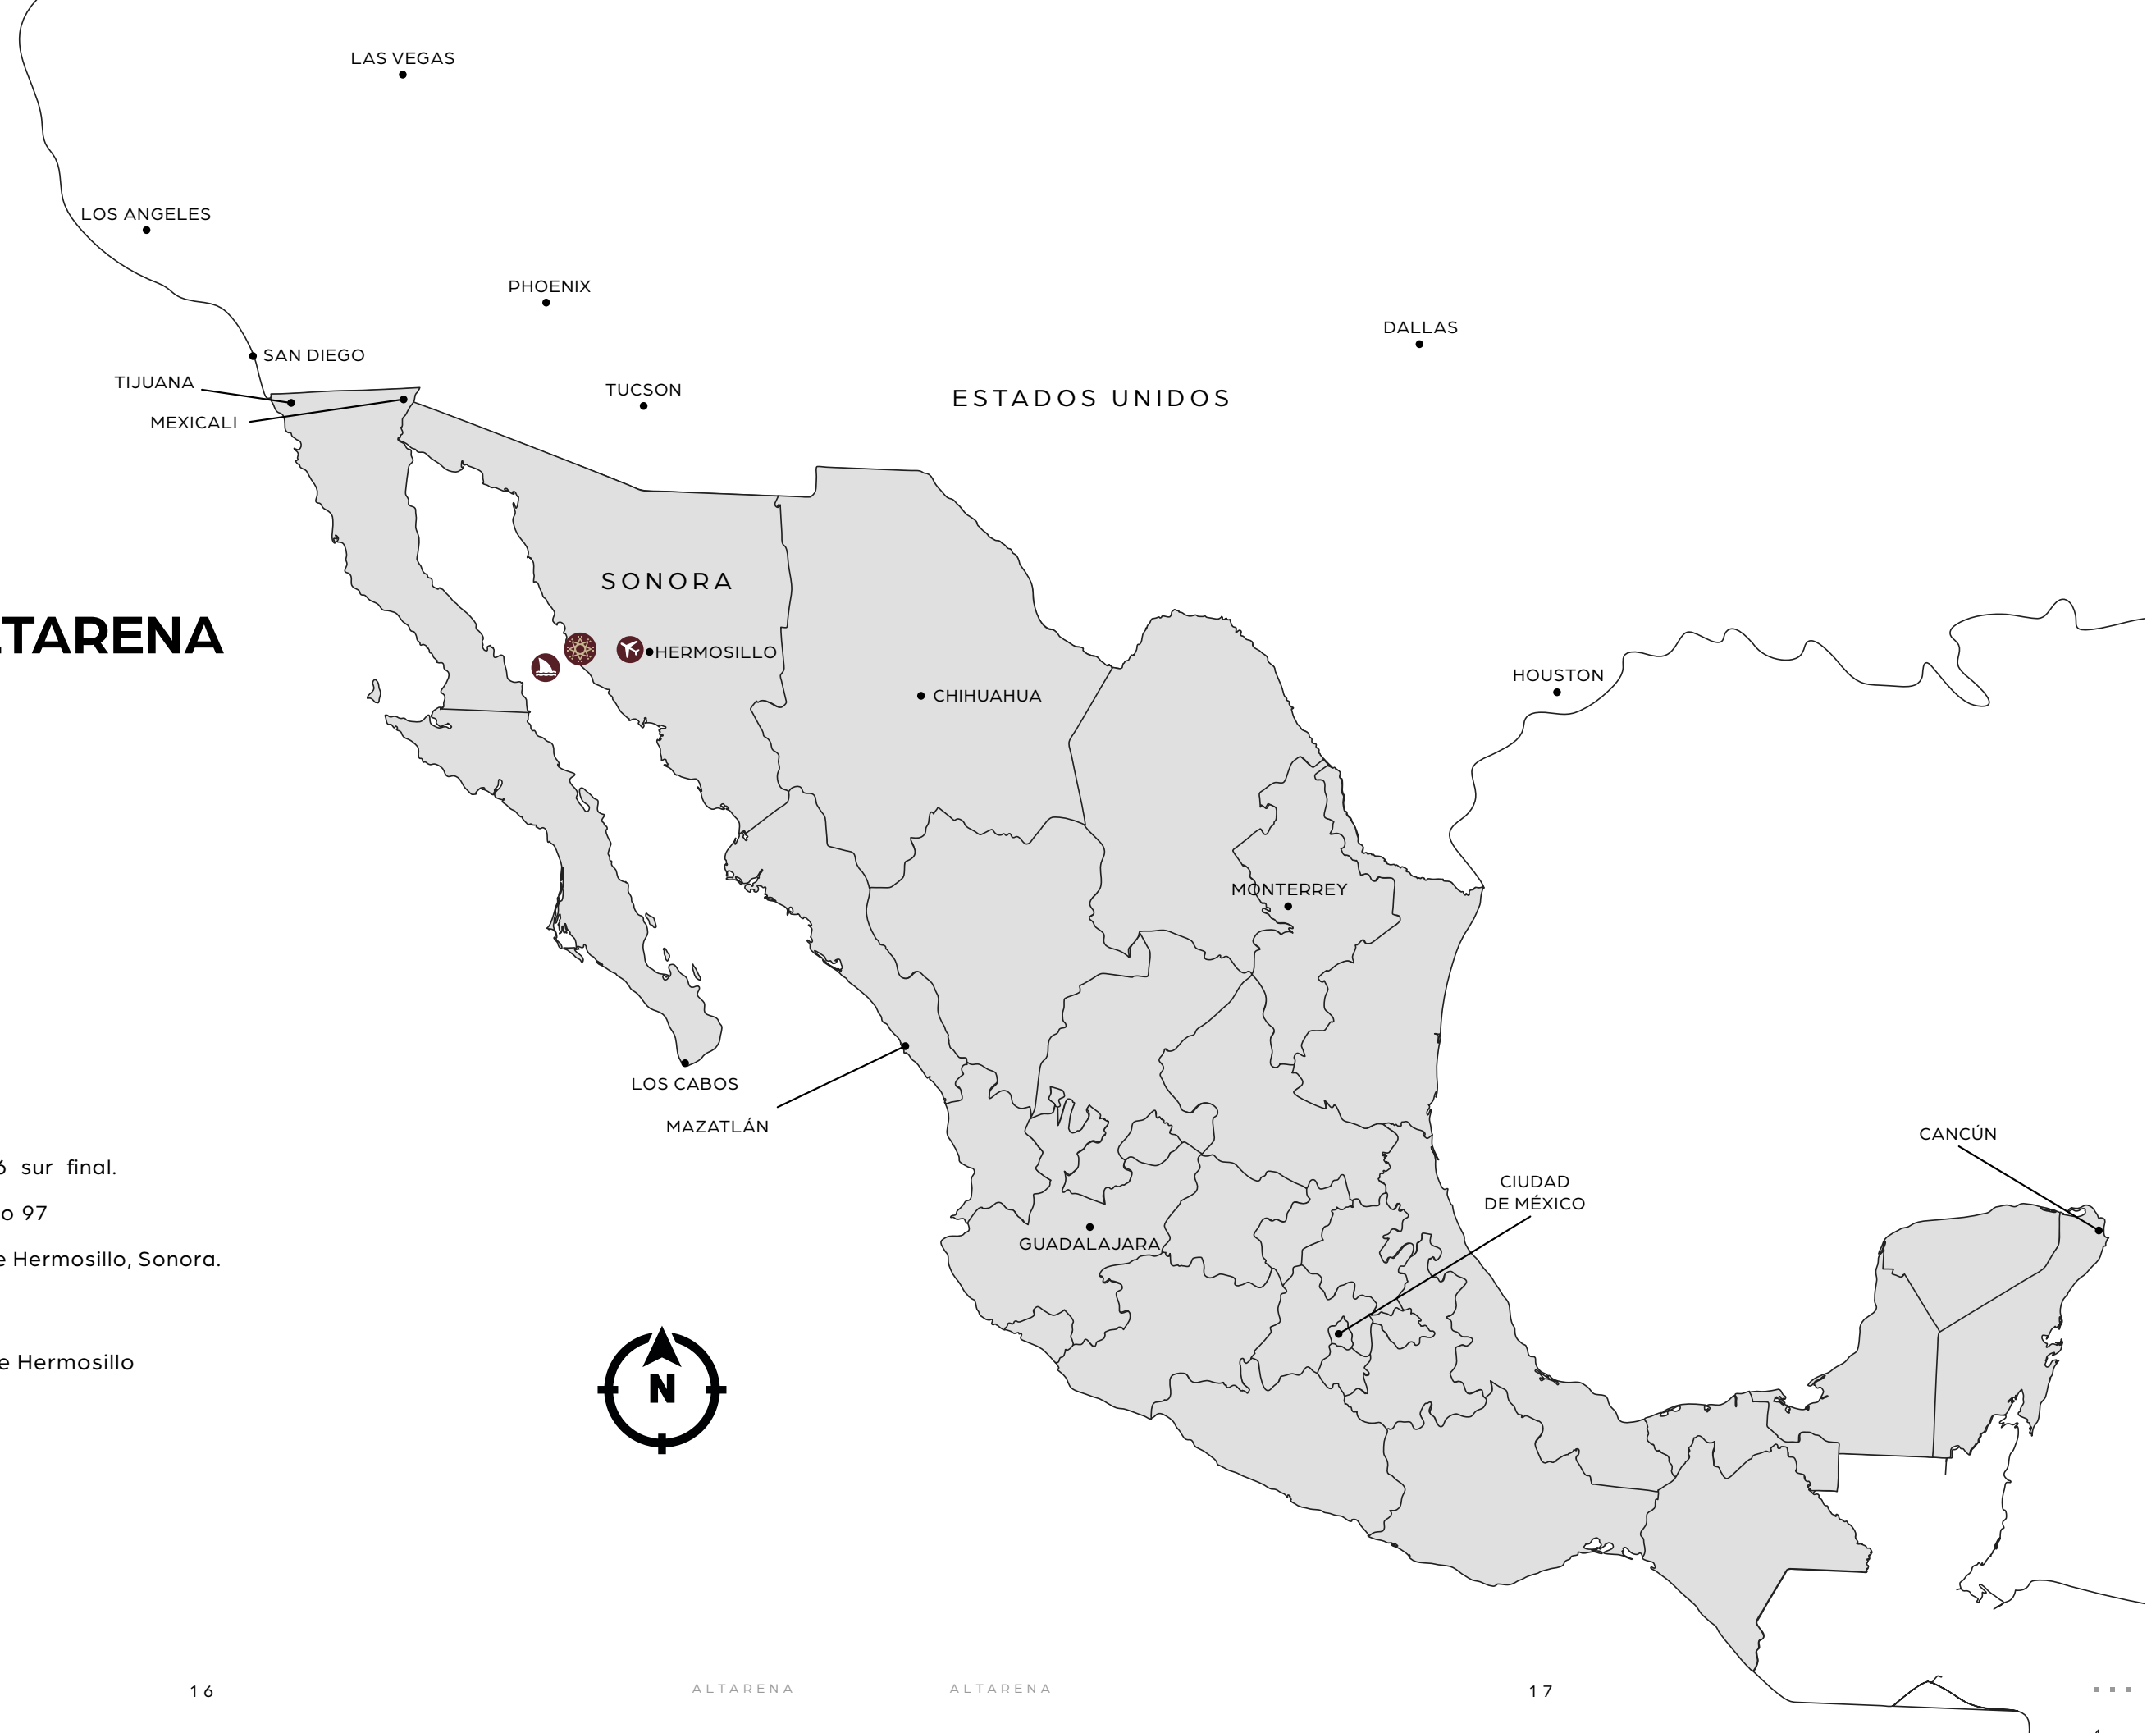 LAS VEGAS
LOS ANGELES
PHOENIX
DALLAS
SAN DIEGO
TIJUANA
TUCSON
ESTADOS UNIDOS
MEXICALI
SONORA
TARENA
HERMOSILLO
HOUSTON
CHIHUAHUA
MONTERREY
LOS CABOS
MAZATLÁN
CANCÚN
sur final.
CIUDAD
DE MÉXICO
o 97
GUADALAJARA
e Hermosillo, Sonora.
e Hermosillo
N
16
ALTARENA
ALTARENA
17